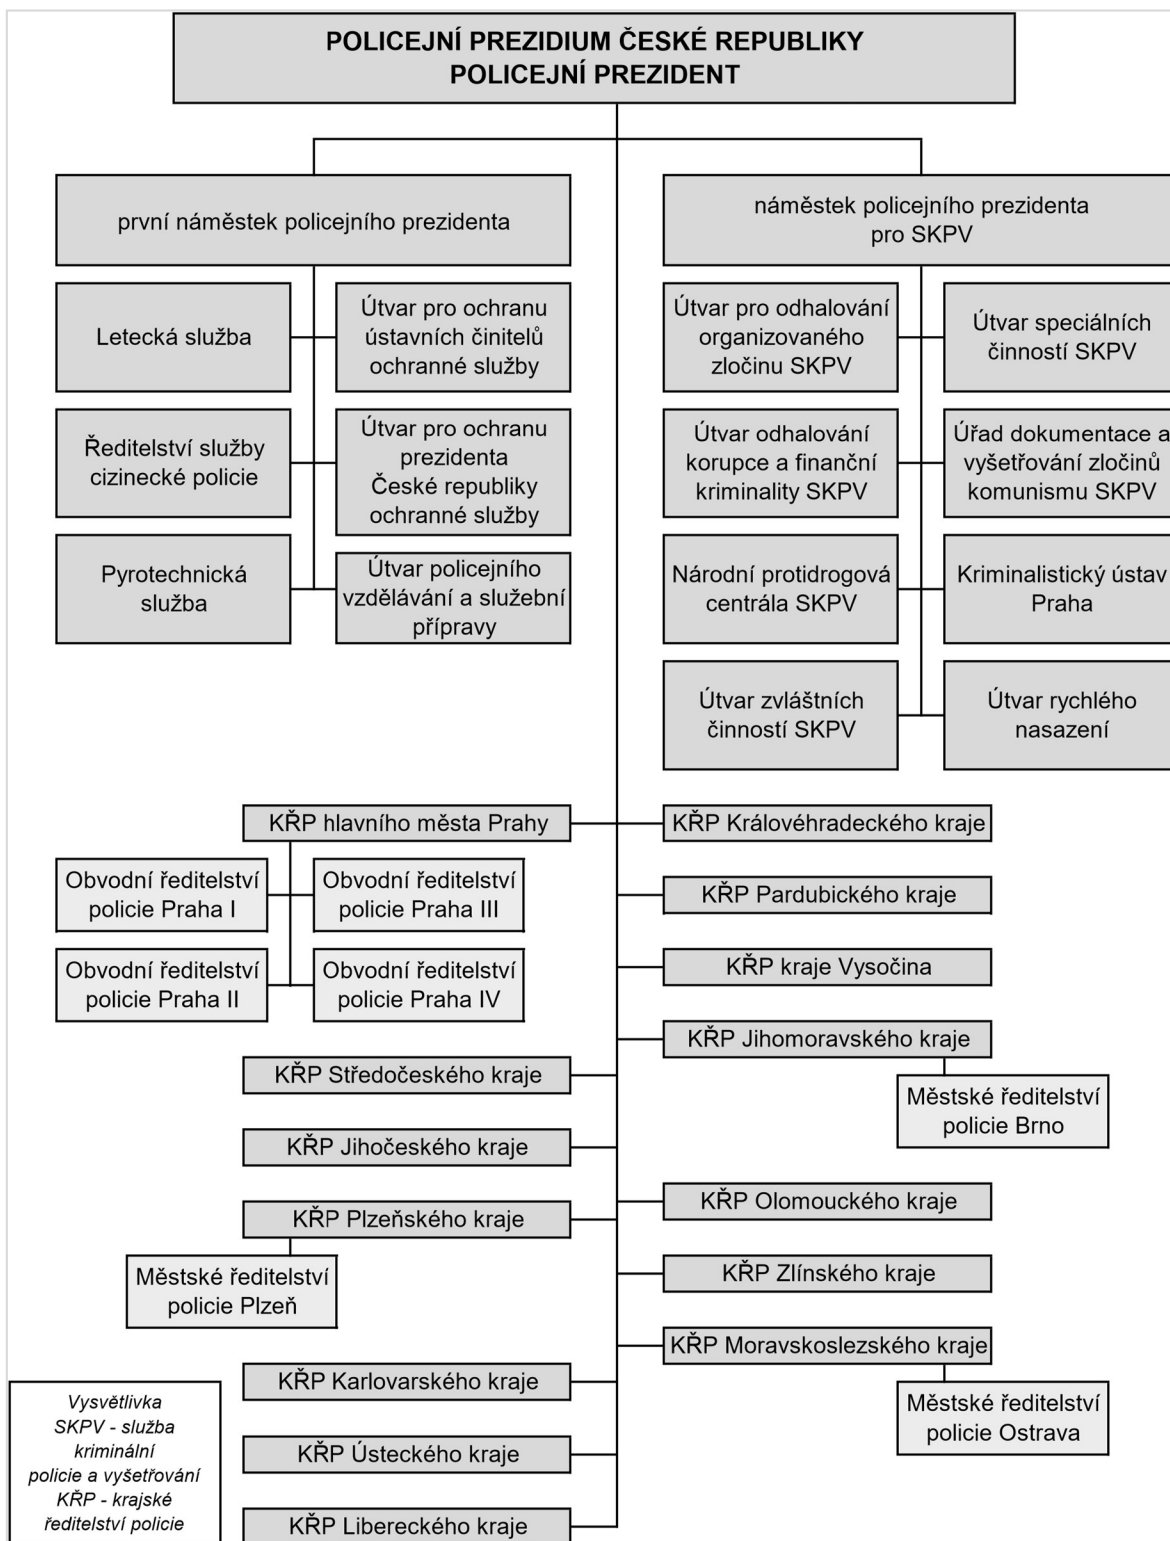 POLICEJNÍ PREZIDIUM ČESKÉ REPUBLIKY
POLICEJNÍ PREZIDENT
první náměstek policejního prezidenta
náměstek policejního prezidenta
pro SKPV
Letecká služba
Útvar pro ochranu
ústavních činitelů
ochranné služby
Útvar pro odhalování
organizovaného
zločinu SKPV
Útvar speciálních
činností SKPV
Ředitelství služby
cizinecké policie
Útvar pro ochranu
prezidenta
České republiky
ochranné služby
Útvar odhalování
korupce a finanční
kriminality SKPV
Úřad dokumentace a
vyšetřování zločinů
komunismu SKPV
Pyrotechnická
služba
Útvar policejního
vzdělávání a služební
přípravy
Národní protidrogová
centrála SKPV
Kriminalistický ústav
Praha
Útvar zvláštních
činností SKPV
Útvar rychlého
nasazení
KŘP hlavního města Prahy
KŘP Královéhradeckého kraje
Obvodní ředitelství
policie Praha I
Obvodní ředitelství
policie Praha III
KŘP Pardubického kraje
Obvodní ředitelství
policie Praha II
Obvodní ředitelství
policie Praha IV
KŘP kraje Vysočina
KŘP Jihomoravského kraje
Městské ředitelství
policie Brno
KŘP Středočeského kraje
KŘP Jihočeského kraje
KŘP Olomouckého kraje
KŘP Plzeňského kraje
Městské ředitelství
policie Plzeň
KŘP Zlínského kraje
KŘP Moravskoslezského kraje
Městské ředitelství
policie Ostrava
KŘP Karlovarského kraje
KŘP Ústeckého kraje
KŘP Libereckého kraje
Vysvětlivka
SKPV - služba
kriminální
policie a vyšetřování
KŘP - krajské
ředitelství policie